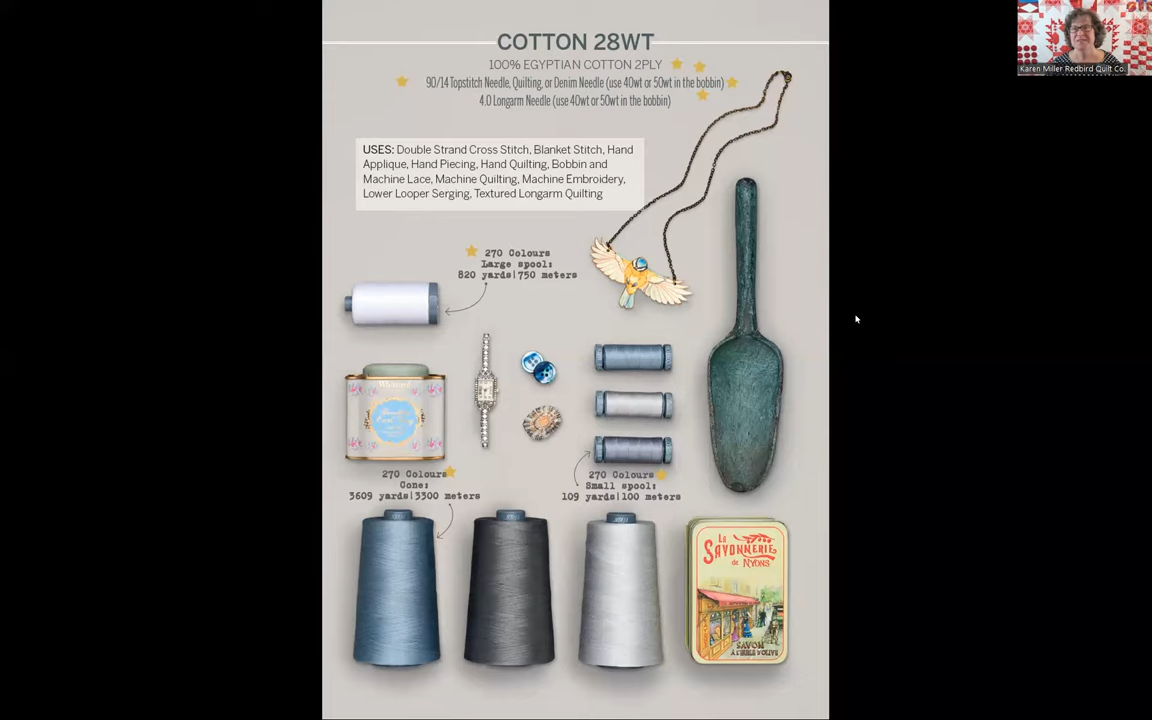 COTTON 28WT
100% EGYPTIAN COTTON 2PLY
90/14 Topstitch Needle, Quilting, or Denim Needle (use 40wt or 50wt in the bobbin)
4.0 Longarm Needle (use 40wt or 50wt in the bobbin)
USES: Double Strand Cross Stitch, Blanket Stitch, Hand
Applique, Hand Piecing, Hand Quilting, Bobbin and
Machine Lace, Machine Quilting, Machine Embroidery,
Lower Looper Serging, Textured Longarm Quilting
270 Colours
Large spool:
820 yards|750 meters
270 Colours
Cone:
3609 yards|3300 meters
270 Colours
Small spool:
109 yards|100 meters
La
SAVONNERIE
de NYONS
SAVON
À L'HUILE D'OLIVE
Karen Miller Redbird Quilt Co.